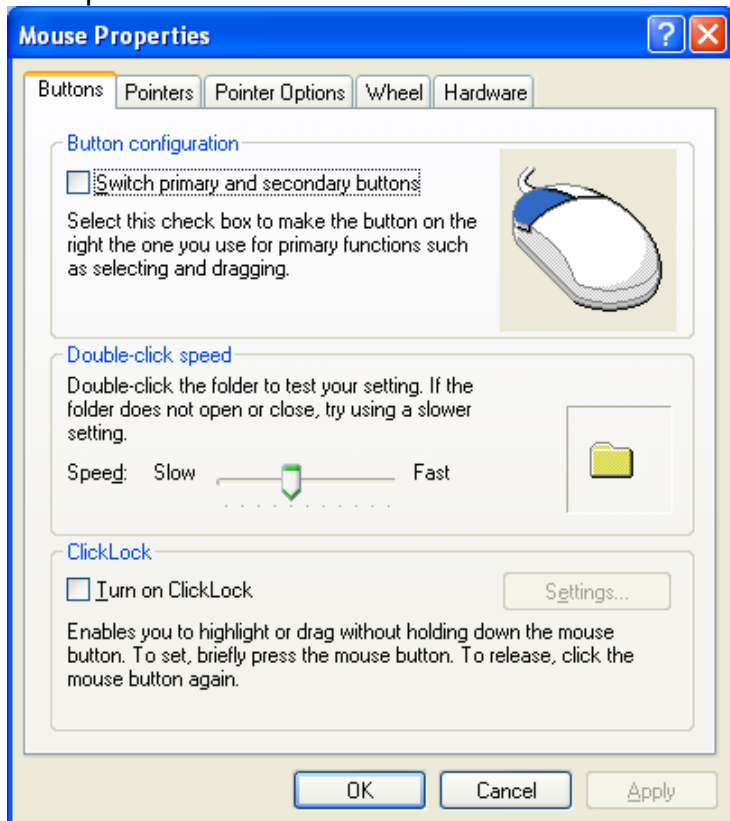 Mouse Properties
Buttons Pointers Pointer Options Wheel Hardware
Button configuration
Switch primary and secondary buttons
Select this check box to make the button on the
right the one you use for primary functions such
as selecting and dragging.
Double-click speed
Double-click the folder to test your setting. If the
folder does not open or close, try using a slower
setting.
Speed: Slow Fast
ClickLock
Turn on ClickLock Settings...
Enables you to highlight or drag without holding down the mouse
button. To set, briefly press the mouse button. To release, click the
mouse button again.
OK Cancel Apply